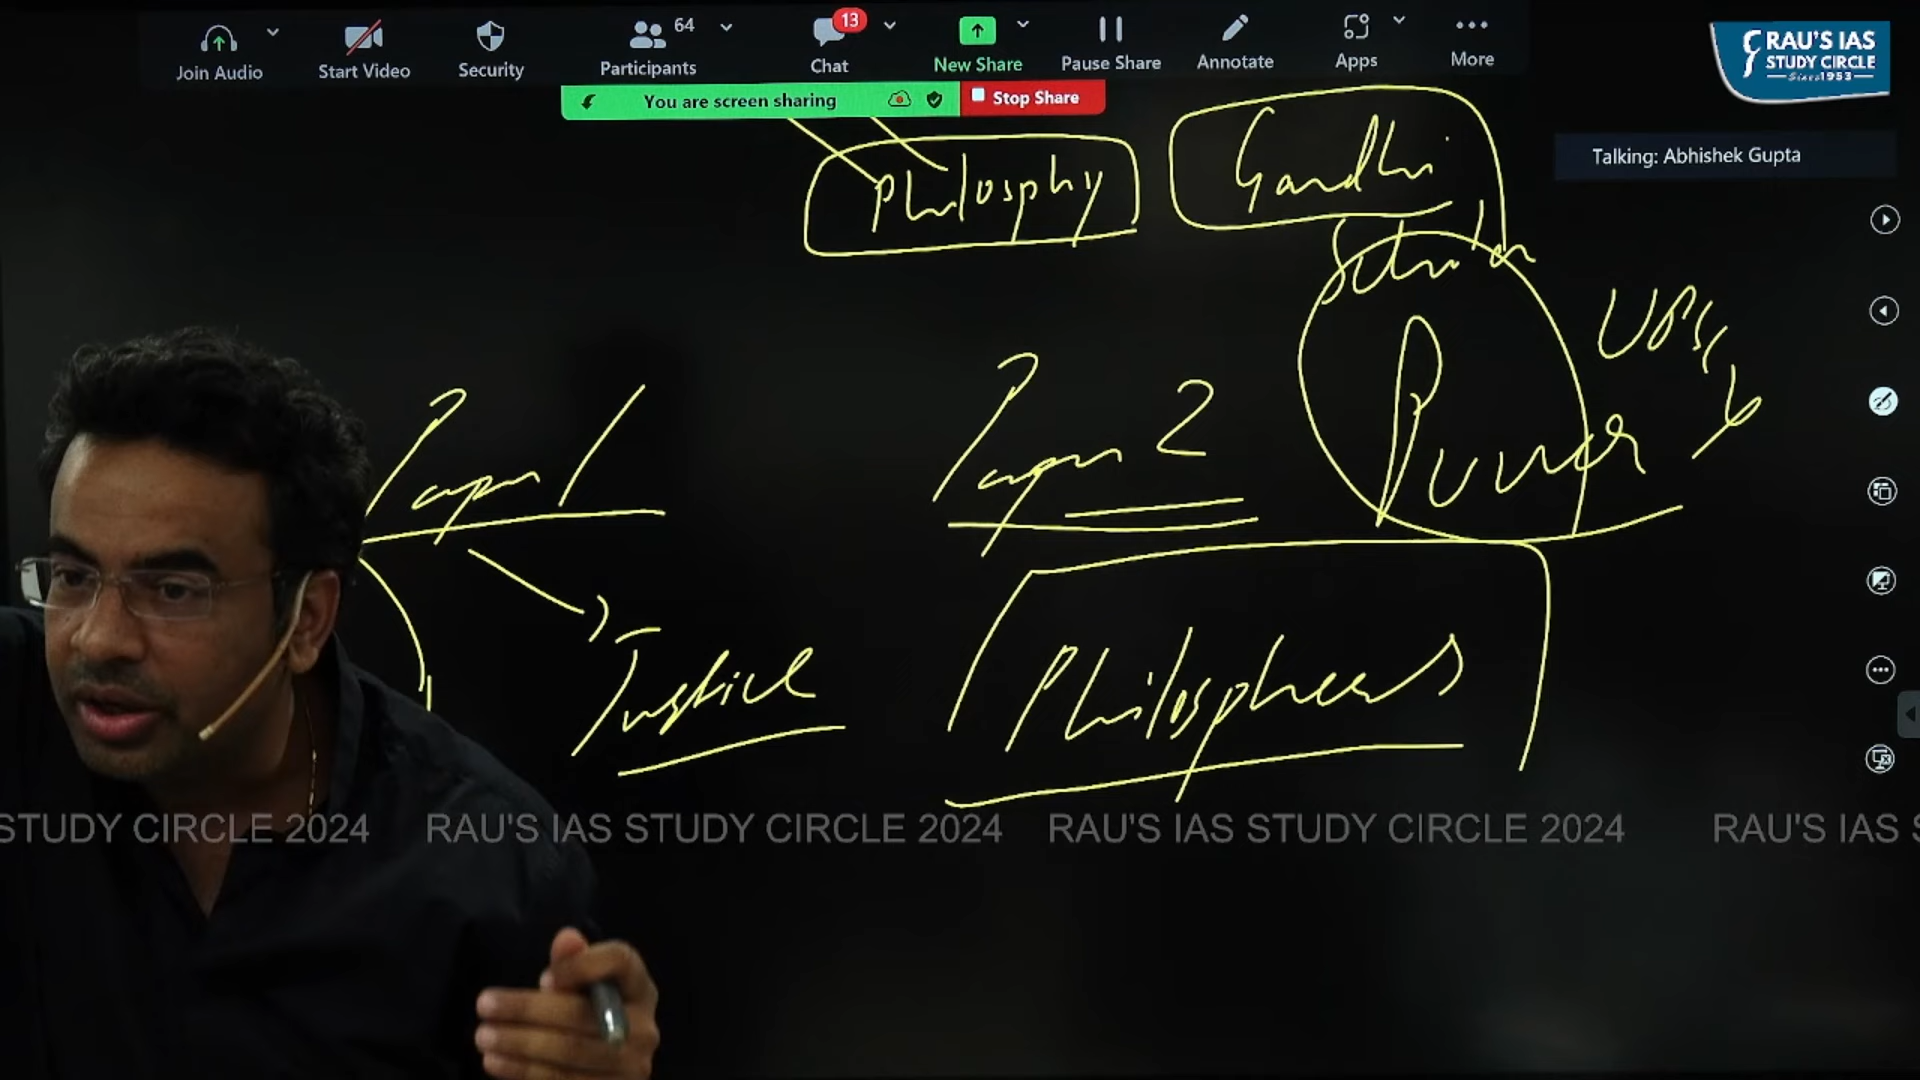 64
13
Join Audio
Start Video
Security
Participants
Chat
New Share
Pause Share
Annotate
Apps
More
RAU'S IAS
STUDY CIRCLE
Since 1953
You are screen sharing
Stop Share
Talking: Abhishek Gupta
Philosphy
Gandhi
Paper 1
Paper 2
Power
Justice
Philosphers
STUDY CIRCLE 2024
RAU'S IAS STUDY CIRCLE 2024
RAU'S IAS STUDY CIRCLE 2024
RAU'S IAS S